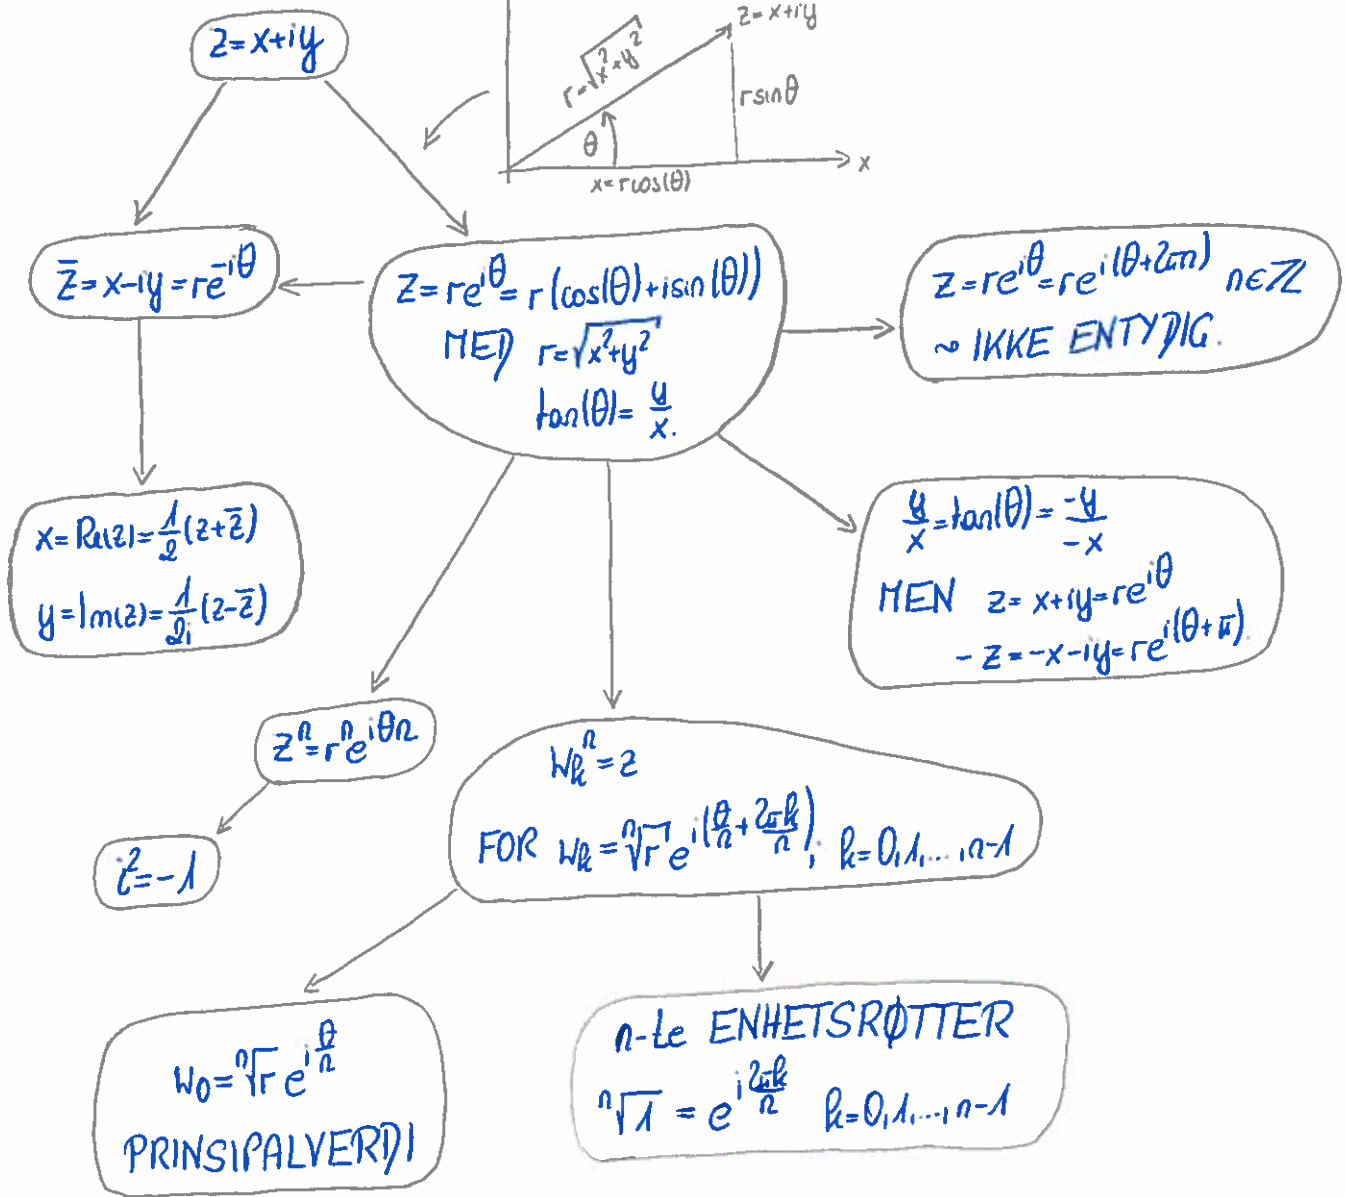 z=x+iy
z=x+iy
r=√(x²+y²)
r sinθ
θ
x
x=rcos(θ)
z̄=x-iy=re^(-iθ)
z=re^(iθ)=r(cos(θ)+isin(θ))
MED r=√(x²+y²)
tan(θ)=y/x.
z=re^(iθ)=re^(i(θ+2πn)) n∈ℤ
~ IKKE ENTYDIG.
x=Re(z)=1/2(z+z̄)
y=Im(z)=1/2i(z-z̄)
y/x=tan(θ)=-y/-x
MEN z=x+iy=re^(iθ)
-z=-x-iy=re^(i(θ+π))
zⁿ=rⁿe^(iθn)
i²=-1
w_kⁿ=z
FOR w_k=ⁿ√r e^(i(θ/n+2πk/n)), k=0,1,...,n-1
w₀=ⁿ√r e^(iθ/n)
PRINSIPALVERDI
n-te ENHETSRØTTER
ⁿ√1 = e^(i2πk/n) k=0,1,...,n-1